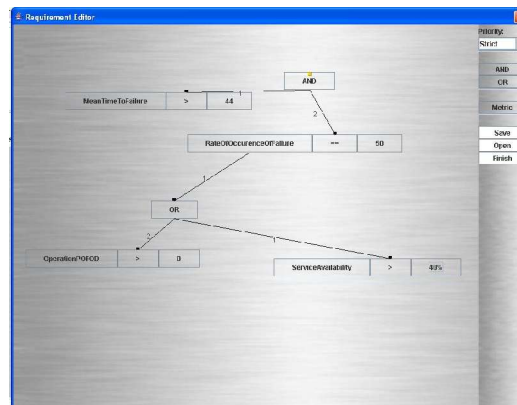 Requirement Editor
Priority:
Strict
AND
OR
Metric
Save
Open
Finish
AND
1
2
MeanTimeToFailure > 44
RateOfOccurenceOfFailure == 50
1
OR
2
1
OperationPOFOD > 0
ServiceAvailability > 40%